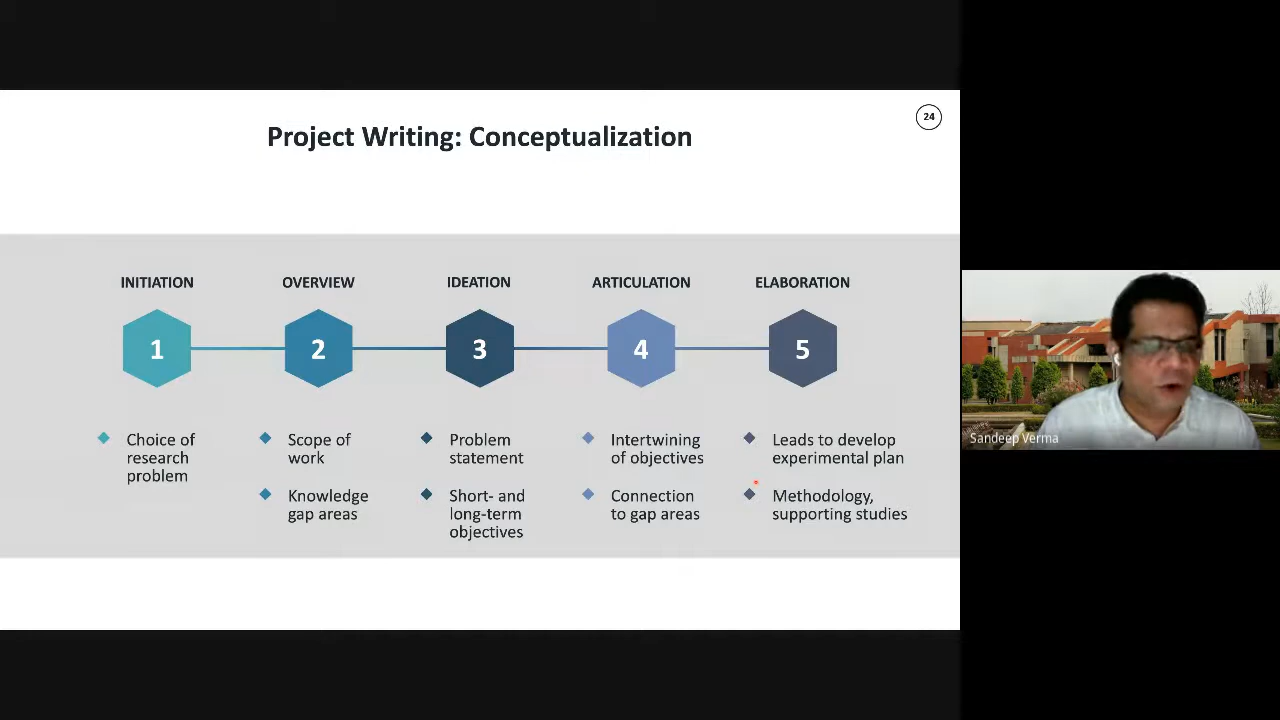 24
Project Writing: Conceptualization
INITIATION
OVERVIEW
IDEATION
ARTICULATION
ELABORATION
1
2
3
4
5
Choice of
research
problem
Scope of
work
Knowledge
gap areas
Problem
statement
Short- and
long-term
objectives
Intertwining
of objectives
Connection
to gap areas
Leads to develop
experimental plan
Methodology,
supporting studies
Sandeep Verma